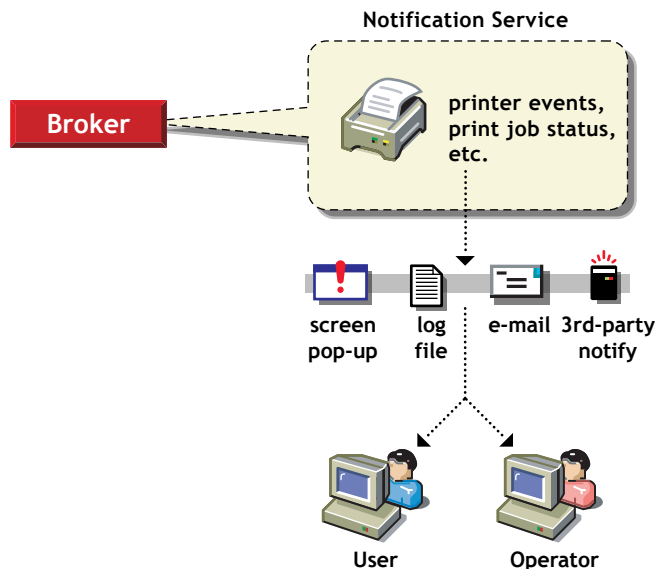 Notification Service
Broker
printer events,
print job status,
etc.
screen
pop-up
log
file
e-mail
3rd-party
notify
User
Operator